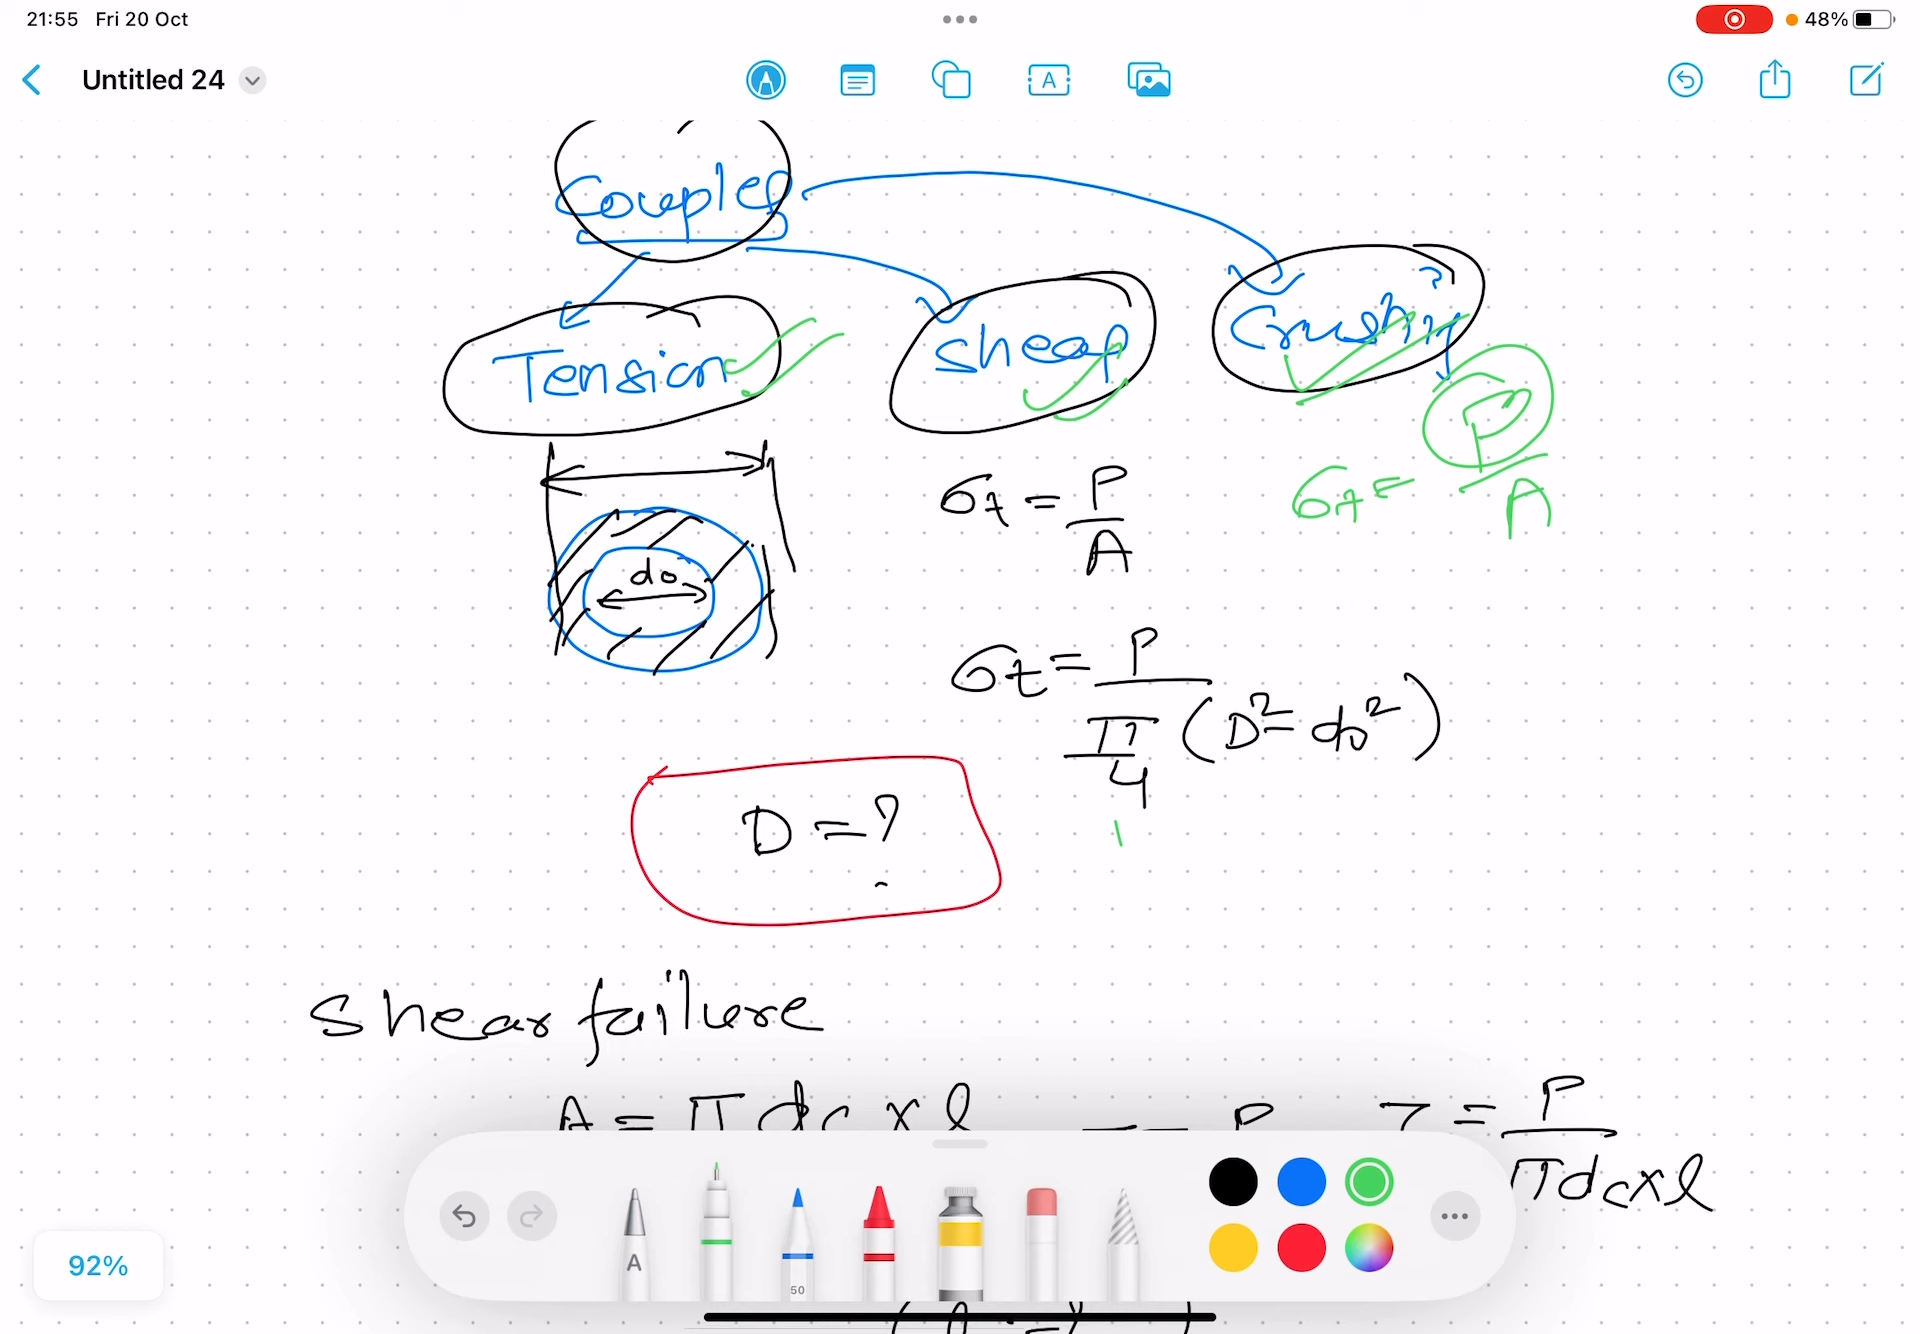 21:55 Fri 20 Oct
48%
Untitled 24
A
Coupler
Tension
Shear
Crushing
σt = P/A
σt = P/A
do
σt = P / π/4 (D² - do²)
D = ?
Shear failure
A = π dc x l
P
τ = P / π dc x l
A
50
92%